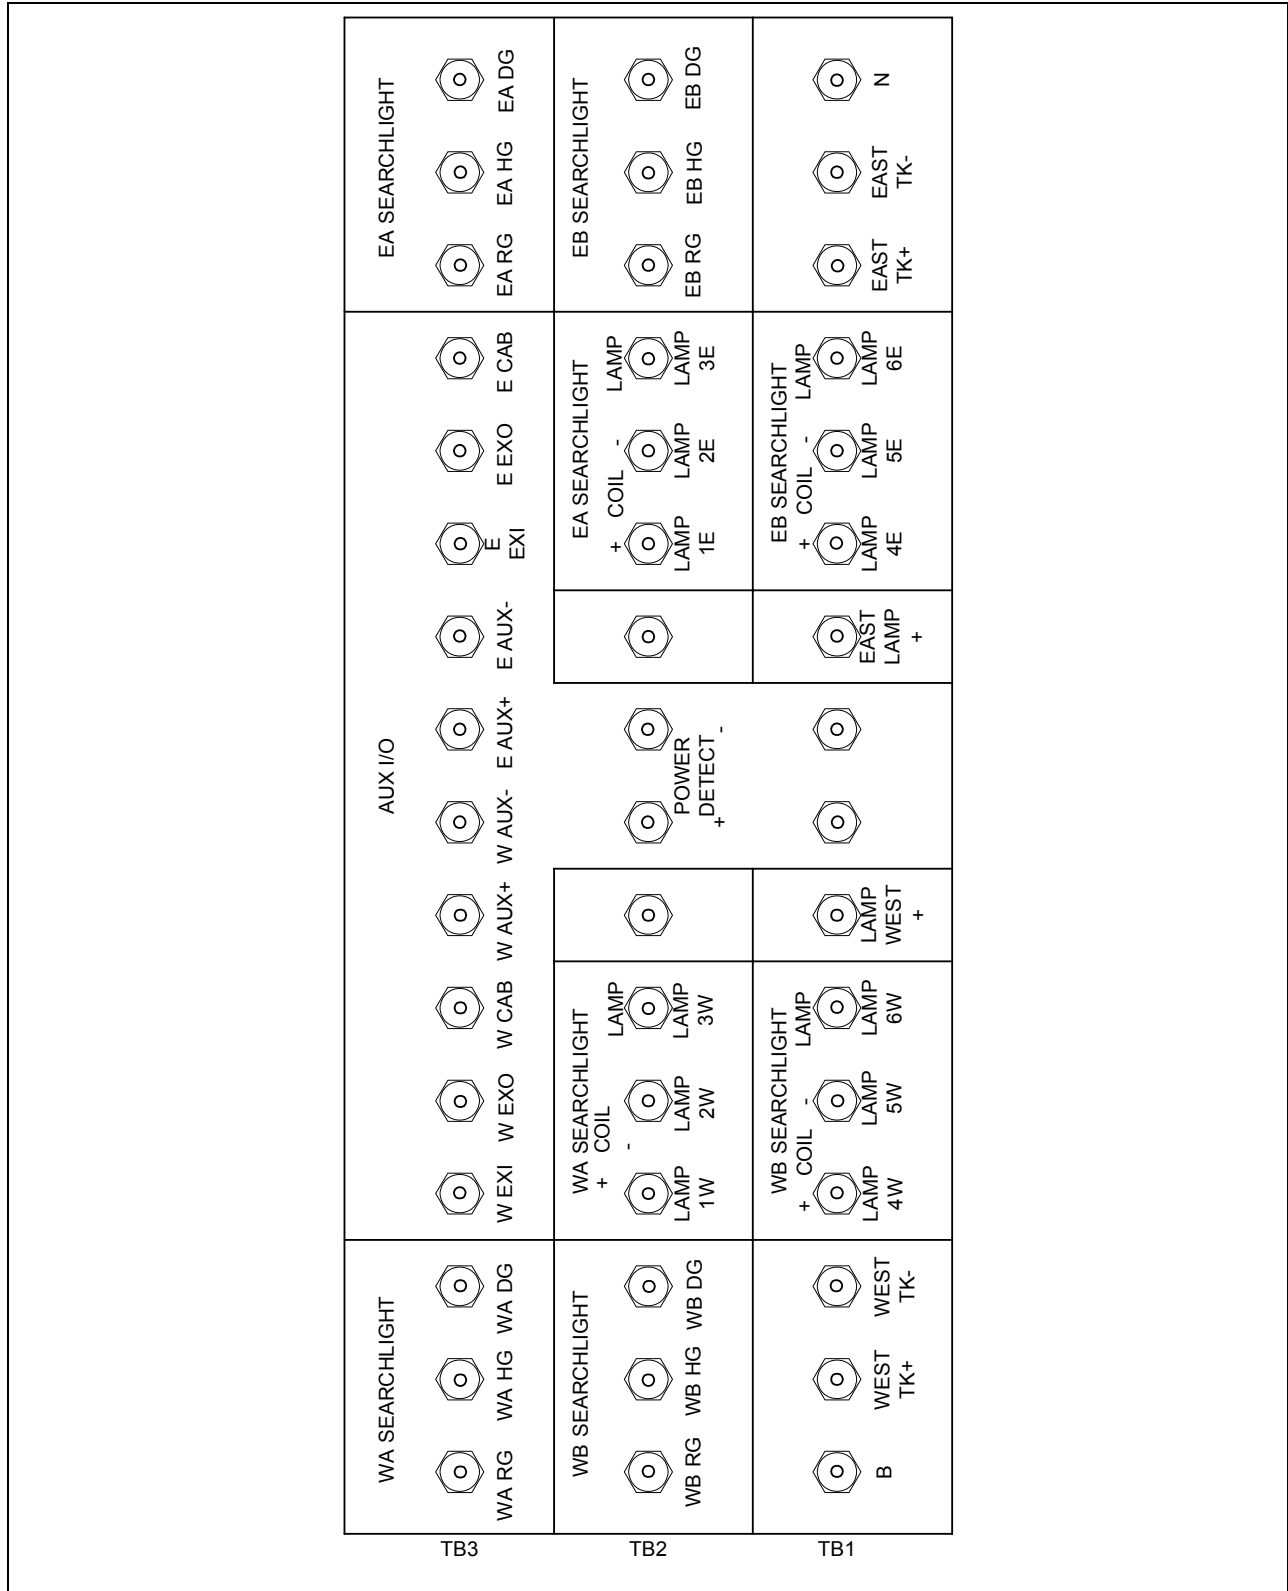 WA SEARCHLIGHT
AUX I/O
EA SEARCHLIGHT
WA RG
WA HG
WA DG
W EXI
W EXO
W CAB
W AUX+
W AUX-
E AUX+
E AUX-
E
EXI
E EXO
E CAB
EA RG
EA HG
EA DG
TB3
WB SEARCHLIGHT
WB RG
WB HG
WB DG
WA SEARCHLIGHT
+ COIL
-
LAMP
LAMP
1W
LAMP
2W
LAMP
3W
POWER
DETECT
+
-
EA SEARCHLIGHT
+ COIL -
LAMP
LAMP
1E
LAMP
2E
LAMP
3E
EB SEARCHLIGHT
EB RG
EB HG
EB DG
TB2
B
WEST
TK+
WEST
TK-
WB SEARCHLIGHT
+ COIL -
LAMP
LAMP
4W
LAMP
5W
LAMP
6W
LAMP
WEST
+
EAST
LAMP
+
EB SEARCHLIGHT
+ COIL -
LAMP
LAMP
4E
LAMP
5E
LAMP
6E
EAST
TK+
EAST
TK-
N
TB1